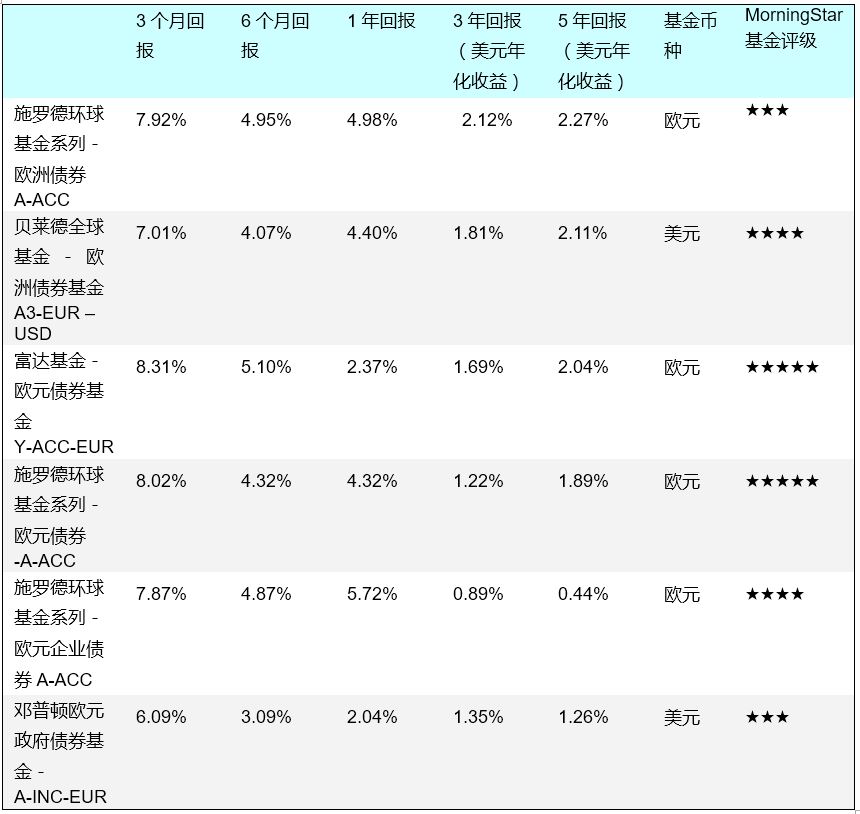 3 个月回报
6 个月回报
1 年回报
3 年回报（美元年化收益）
5 年回报（美元年化收益）
基金币种
MorningStar 基金评级
施罗德环球
基金系列 -
欧洲债券
A-ACC
7.92%
4.95%
4.98%
2.12%
2.27%
欧元
★★★
贝莱德全球
基金 - 欧
洲债券基金
A3-EUR –
USD
7.01%
4.07%
4.40%
1.81%
2.11%
美元
★★★★
富达基金 -
欧元债券基
金
Y-ACC-EUR
8.31%
5.10%
2.37%
1.69%
2.04%
欧元
★★★★★
施罗德环球
基金系列 -
欧元债券
-A-ACC
8.02%
4.32%
4.32%
1.22%
1.89%
欧元
★★★★★
施罗德环球
基金系列 -
欧元企业债
券 A-ACC
7.87%
4.87%
5.72%
0.89%
0.44%
欧元
★★★★
邓普顿欧元
政府债券基
金 -
A-INC-EUR
6.09%
3.09%
2.04%
1.35%
1.26%
美元
★★★